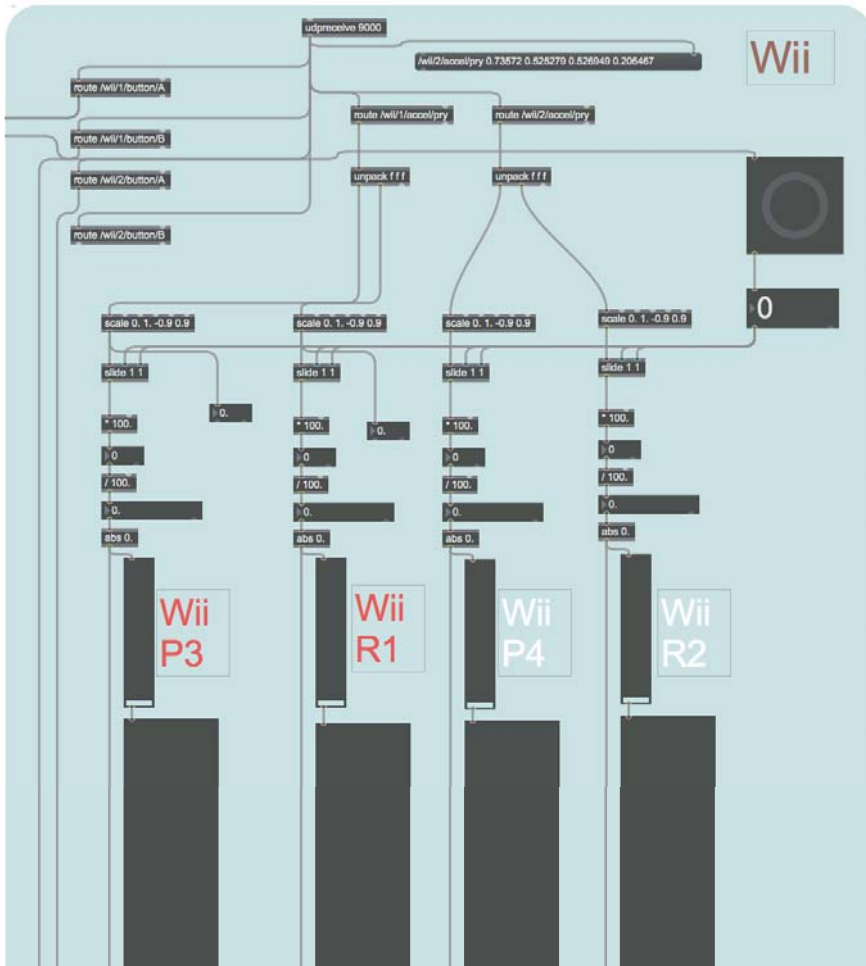 udpreceive 9000
/wii/2/accel/pry 0.73572 0.525279 0.526949 0.206467
Wii
route /wii/1/button/A
route /wii/1/accel/pry
route /wii/2/accel/pry
route /wii/1/button/B
route /wii/2/button/A
unpack f f f
unpack f f f
route /wii/2/button/B
0
scale 0. 1. -0.9 0.9
scale 0. 1. -0.9 0.9
scale 0. 1. -0.9 0.9
scale 0. 1. -0.9 0.9
slide 1 1
slide 1 1
slide 1 1
slide 1 1
0.
0.
* 100.
* 100.
* 100.
* 100.
0
0
0
0
/ 100.
/ 100.
/ 100.
/ 100.
0.
0.
0.
0.
abs 0.
abs 0.
abs 0.
abs 0.
Wii
P3
Wii
R1
Wii
P4
Wii
R2